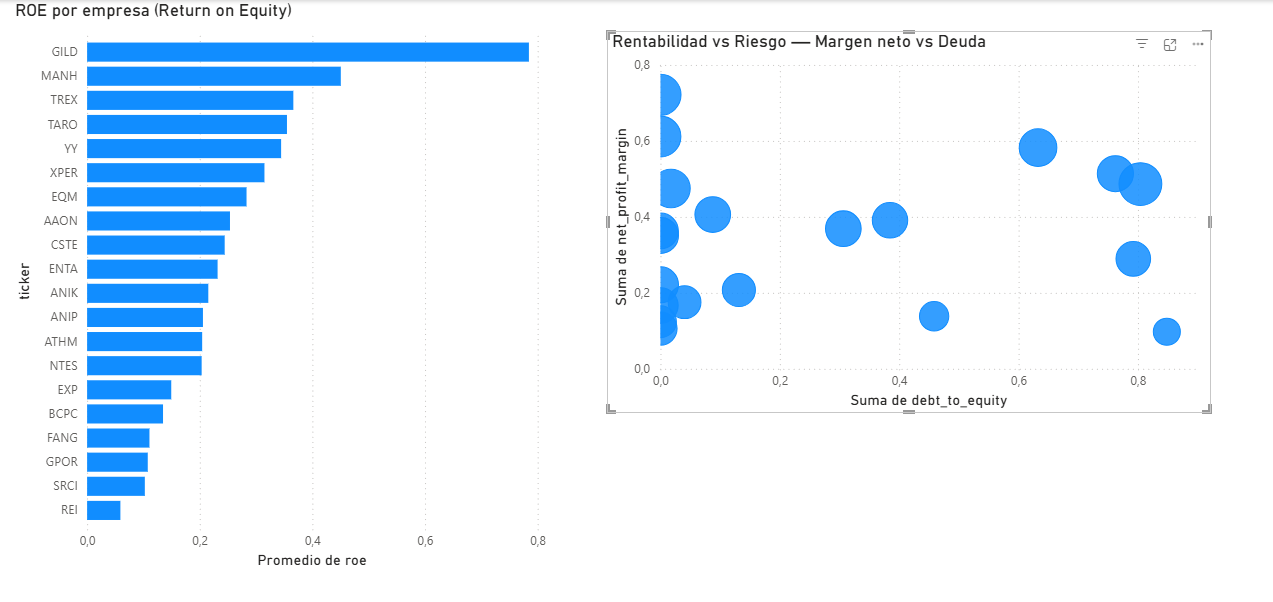 ROE por empresa (Return on Equity)
GILD
MANH
TREX
TARO
YY
XPER
EQM
AAON
CSTE
ENTA
ANIK
ANIP
ATHM
NTES
EXP
BCPC
FANG
GPOR
SRCI
REI
ticker
0,0 0,2 0,4 0,6 0,8
Promedio de roe
Rentabilidad vs Riesgo — Margen neto vs Deuda
0,8
0,6
0,4
0,2
0,0
Suma de net_profit_margin
0,0 0,2 0,4 0,6 0,8
Suma de debt_to_equity